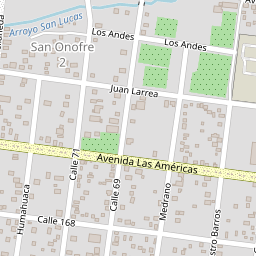 Arroyo San Lucas
Los Andes
Los Andes
San Onofre
2
Juan Larrea
Avenida Las Américas
Calle 71
Calle 69
Medrano
Humahuaca
Calle 168
stro Barros